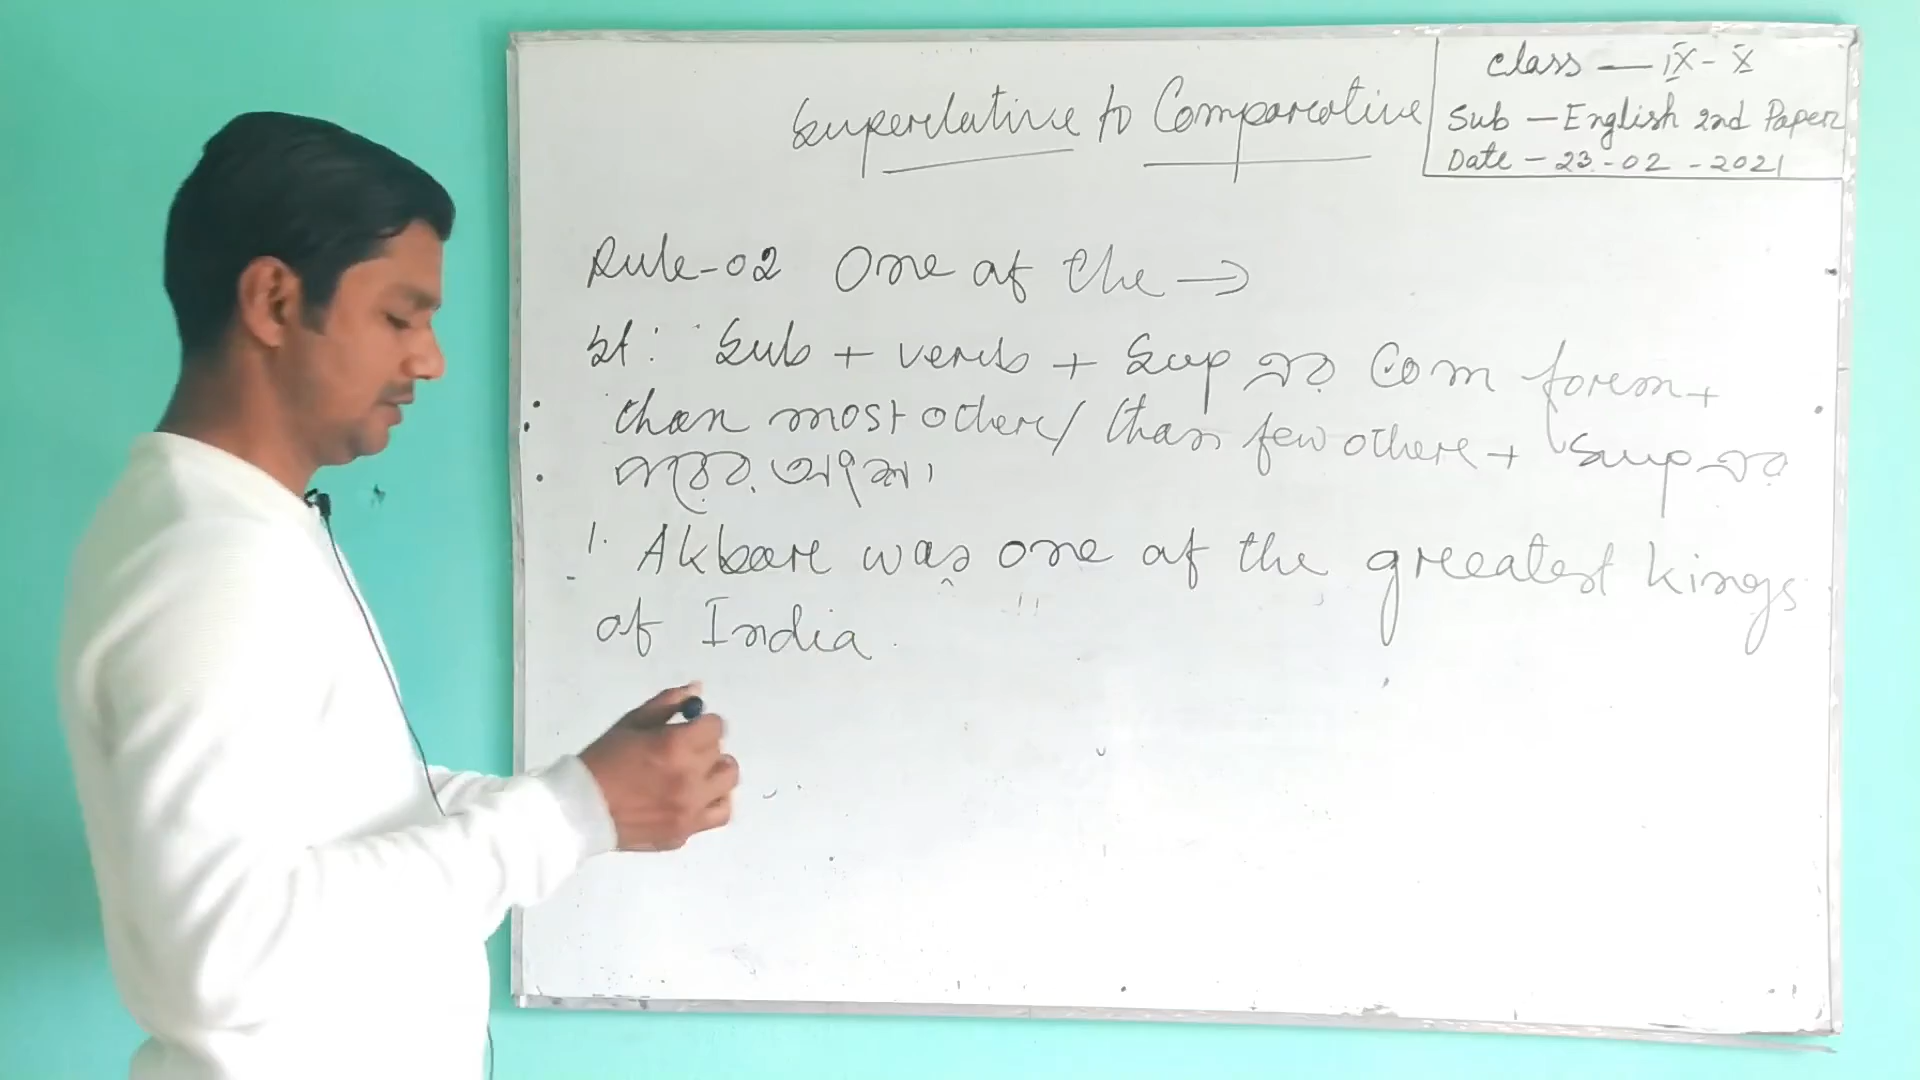 Superlative to Comparative
Class — IX - X
Sub — English 2nd Paper
Date - 23-02-2021
Rule-02 One of the →
St: Sub + verb + Sup এর Com form +
than most other/ than few other + Sup এর
পরের অংশ।
1. Akbar was one of the greatest kings
of India.